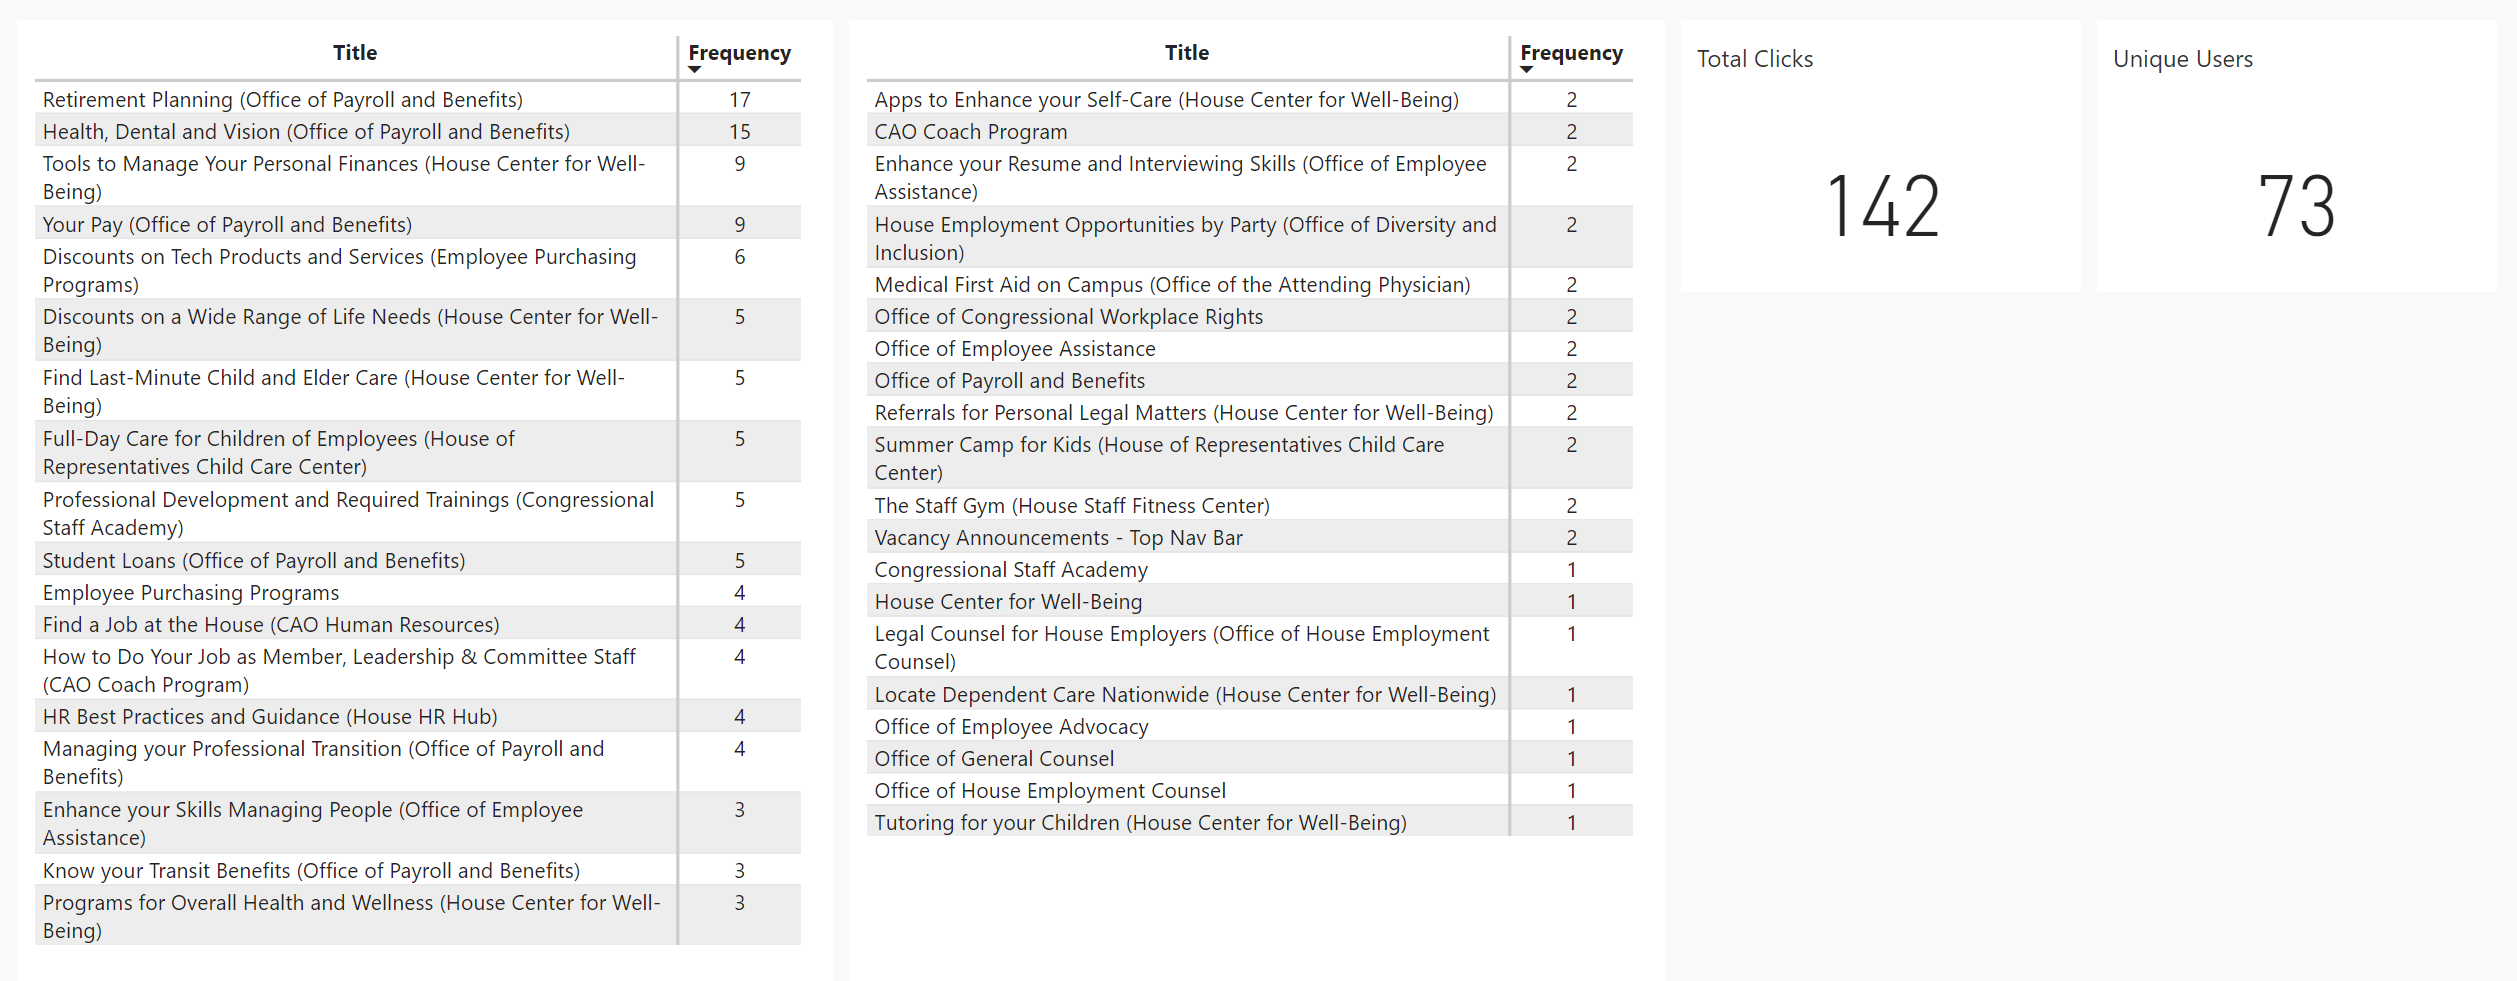 Title Frequency
Retirement Planning (Office of Payroll and Benefits) 17
Health, Dental and Vision (Office of Payroll and Benefits) 15
Tools to Manage Your Personal Finances (House Center for Well- 9
Being)
Your Pay (Office of Payroll and Benefits) 9
Discounts on Tech Products and Services (Employee Purchasing 6
Programs)
Discounts on a Wide Range of Life Needs (House Center for Well- 5
Being)
Find Last-Minute Child and Elder Care (House Center for Well- 5
Being)
Full-Day Care for Children of Employees (House of 5
Representatives Child Care Center)
Professional Development and Required Trainings (Congressional 5
Staff Academy)
Student Loans (Office of Payroll and Benefits) 5
Employee Purchasing Programs 4
Find a Job at the House (CAO Human Resources) 4
How to Do Your Job as Member, Leadership & Committee Staff 4
(CAO Coach Program)
HR Best Practices and Guidance (House HR Hub) 4
Managing your Professional Transition (Office of Payroll and 4
Benefits)
Enhance your Skills Managing People (Office of Employee 3
Assistance)
Know your Transit Benefits (Office of Payroll and Benefits) 3
Programs for Overall Health and Wellness (House Center for Well- 3
Being)
Title Frequency
Apps to Enhance your Self-Care (House Center for Well-Being) 2
CAO Coach Program 2
Enhance your Resume and Interviewing Skills (Office of Employee 2
Assistance)
House Employment Opportunities by Party (Office of Diversity and 2
Inclusion)
Medical First Aid on Campus (Office of the Attending Physician) 2
Office of Congressional Workplace Rights 2
Office of Employee Assistance 2
Office of Payroll and Benefits 2
Referrals for Personal Legal Matters (House Center for Well-Being) 2
Summer Camp for Kids (House of Representatives Child Care 2
Center)
The Staff Gym (House Staff Fitness Center) 2
Vacancy Announcements - Top Nav Bar 2
Congressional Staff Academy 1
House Center for Well-Being 1
Legal Counsel for House Employers (Office of House Employment 1
Counsel)
Locate Dependent Care Nationwide (House Center for Well-Being) 1
Office of Employee Advocacy 1
Office of General Counsel 1
Office of House Employment Counsel 1
Tutoring for your Children (House Center for Well-Being) 1
Total Clicks
142
Unique Users
73